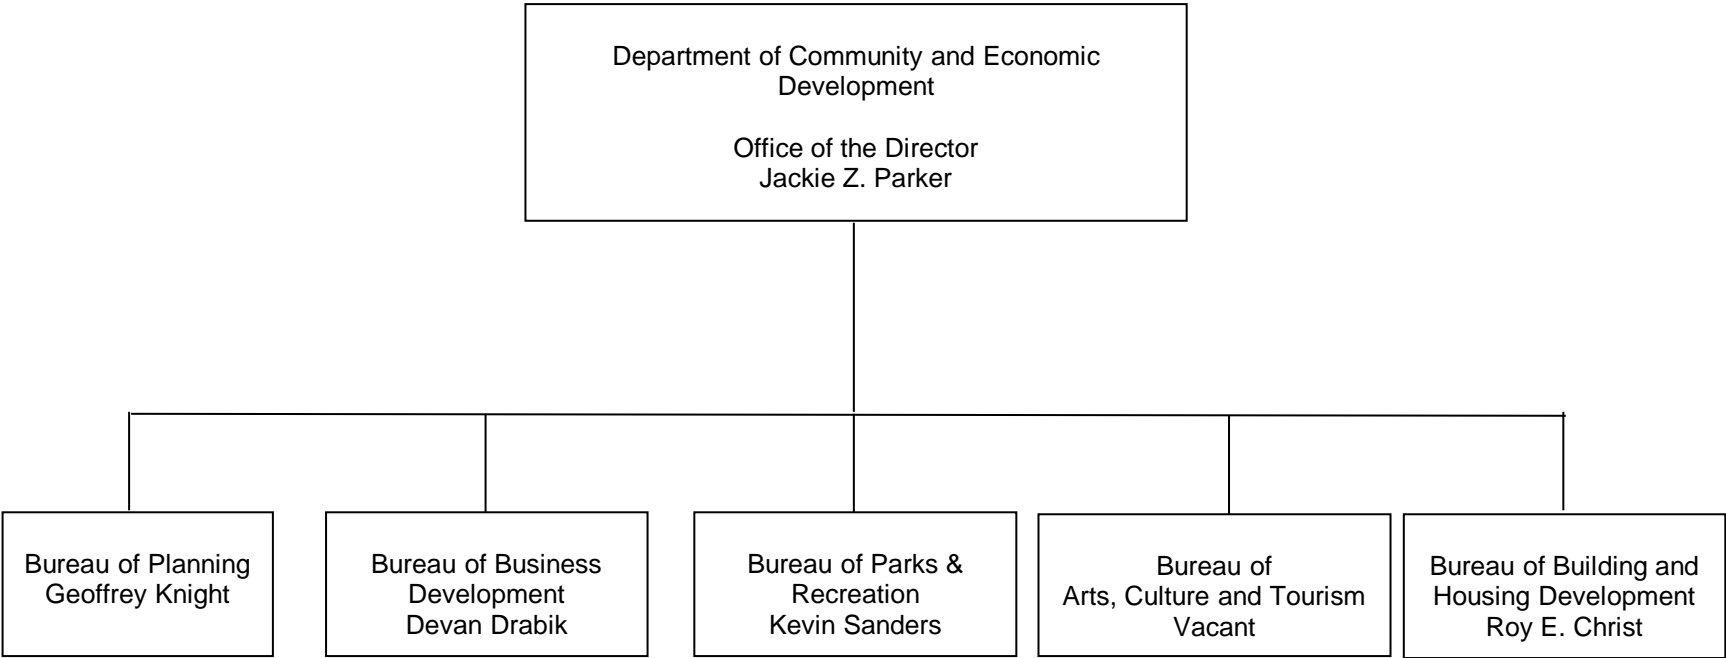 Department of Community and Economic
Development
Office of the Director
Jackie Z. Parker
Bureau of Planning
Geoffrey Knight
Bureau of Business
Development
Devan Drabik
Bureau of Parks &
Recreation
Kevin Sanders
Bureau of
Arts, Culture and Tourism
Vacant
Bureau of Building and
Housing Development
Roy E. Christ